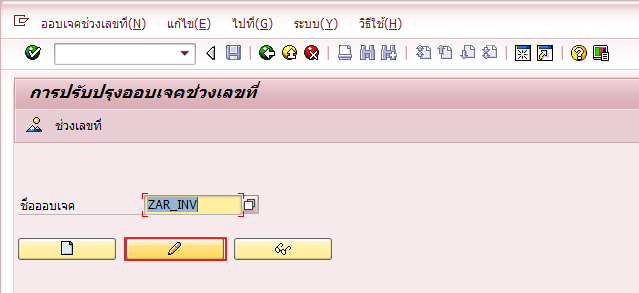 ออบเจคช่วงเลขที่(N) แก้ไข(E) ไปที่(G) ระบบ(Y) วิธีใช้(H)
การปรับปรุงออบเจคช่วงเลขที่
ช่วงเลขที่
ชื่อออบเจค ZAR_INV